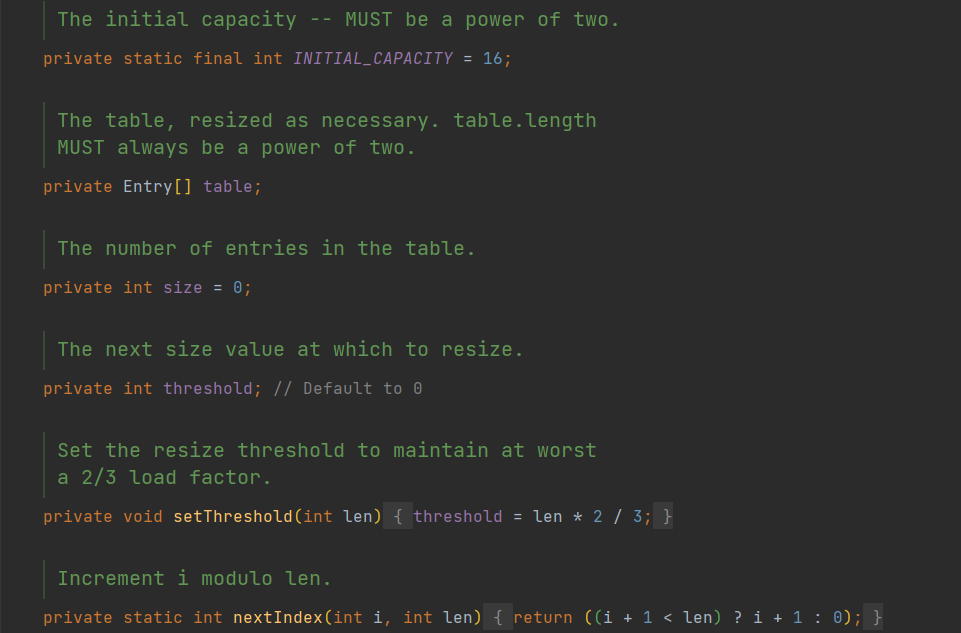 The initial capacity -- MUST be a power of two.
private static final int INITIAL_CAPACITY = 16;
The table, resized as necessary. table.length
MUST always be a power of two.
private Entry[] table;
The number of entries in the table.
private int size = 0;
The next size value at which to resize.
private int threshold; // Default to 0
Set the resize threshold to maintain at worst
a 2/3 load factor.
private void setThreshold(int len) { threshold = len * 2 / 3; }
Increment i modulo len.
private static int nextIndex(int i, int len) { return ((i + 1 < len) ? i + 1 : 0); }